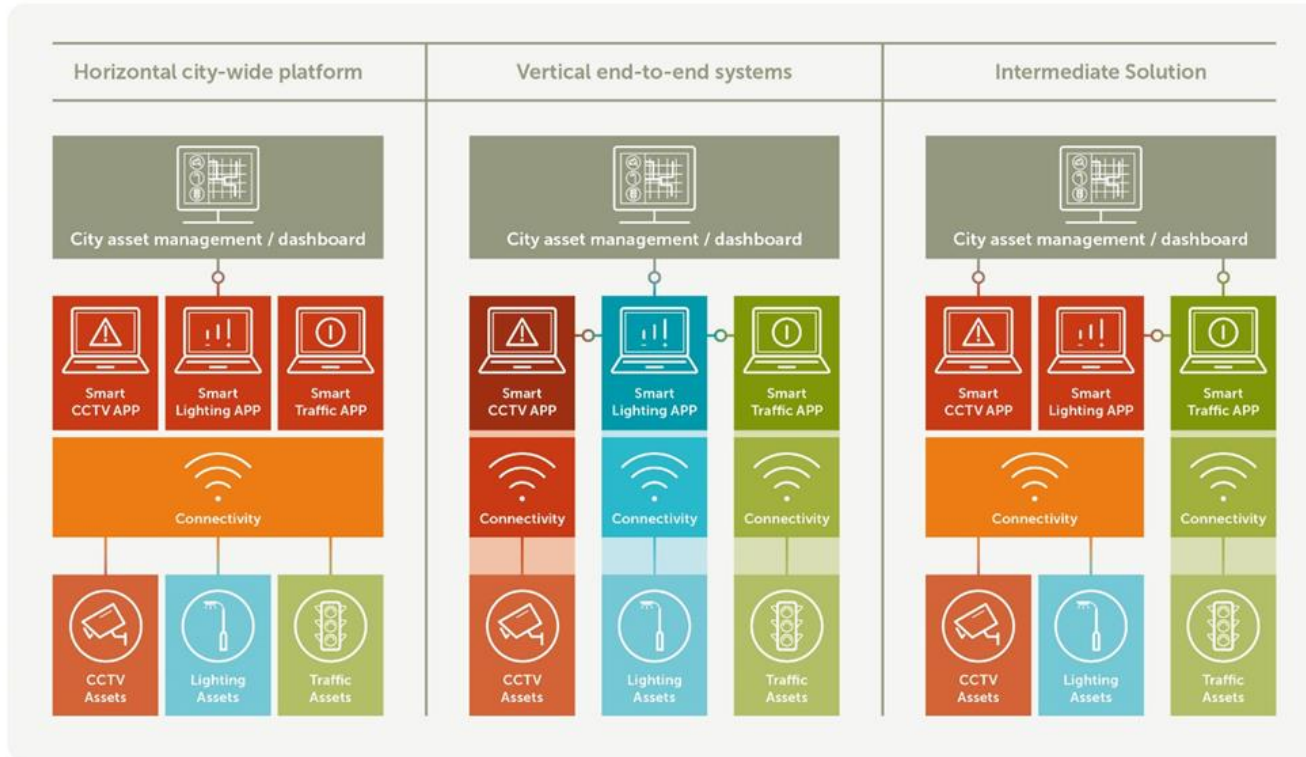 Horizontal city-wide platform
Vertical end-to-end systems
Intermediate Solution
City asset management / dashboard
Smart
CCTV APP
Smart
Lighting APP
Smart
Traffic APP
Connectivity
CCTV
Assets
Lighting
Assets
Traffic
Assets
City asset management / dashboard
Smart
CCTV APP
Smart
Lighting APP
Smart
Traffic APP
Connectivity
Connectivity
Connectivity
CCTV
Assets
Lighting
Assets
Traffic
Assets
City asset management / dashboard
Smart
CCTV APP
Smart
Lighting APP
Smart
Traffic APP
Connectivity
Connectivity
CCTV
Assets
Lighting
Assets
Traffic
Assets